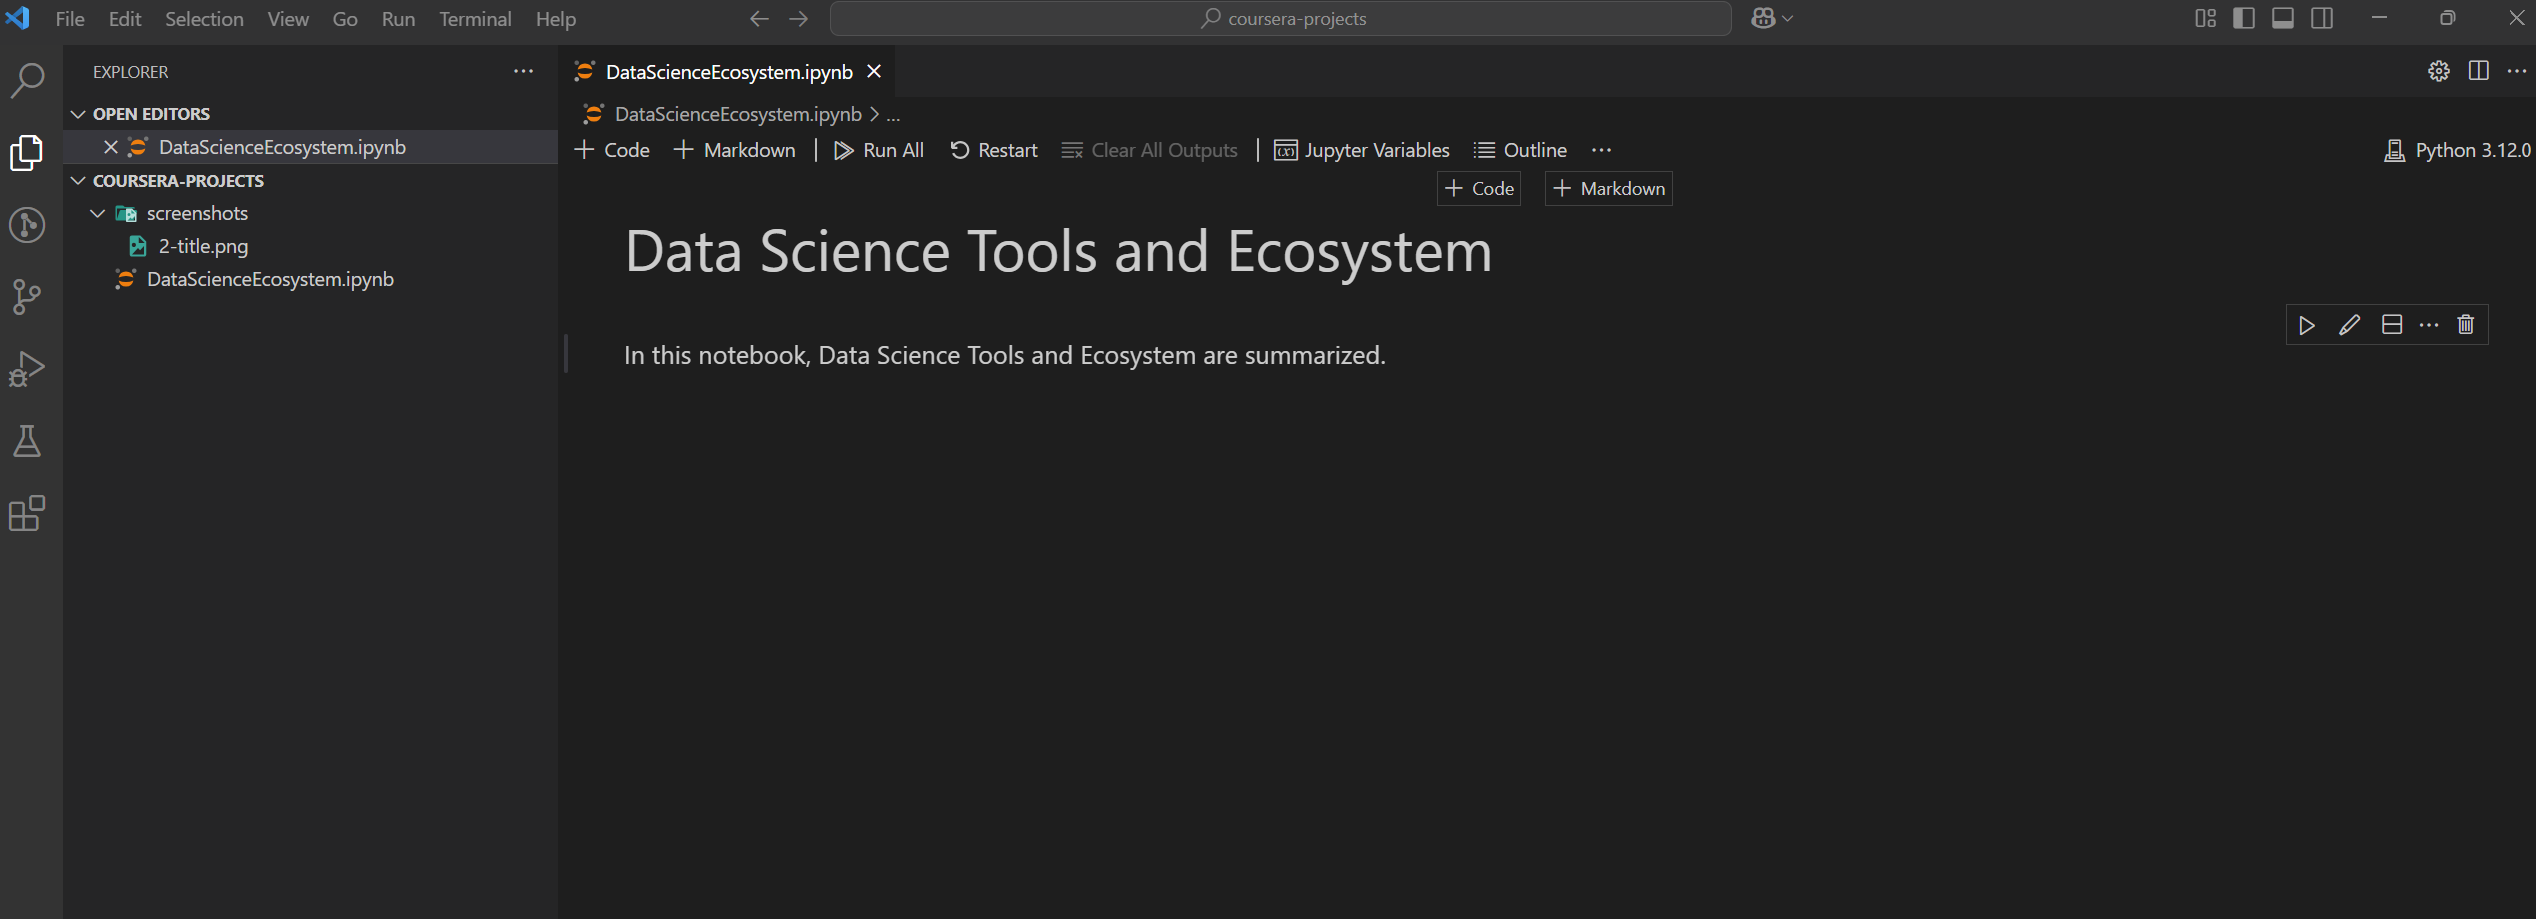 File Edit Selection View Go Run Terminal Help
coursera-projects
EXPLORER
OPEN EDITORS
DataScienceEcosystem.ipynb
COURSERA-PROJECTS
screenshots
2-title.png
DataScienceEcosystem.ipynb
DataScienceEcosystem.ipynb
DataScienceEcosystem.ipynb > ...
+ Code + Markdown | Run All Restart Clear All Outputs | Jupyter Variables Outline ... Python 3.12.0
+ Code + Markdown
Data Science Tools and Ecosystem
In this notebook, Data Science Tools and Ecosystem are summarized.